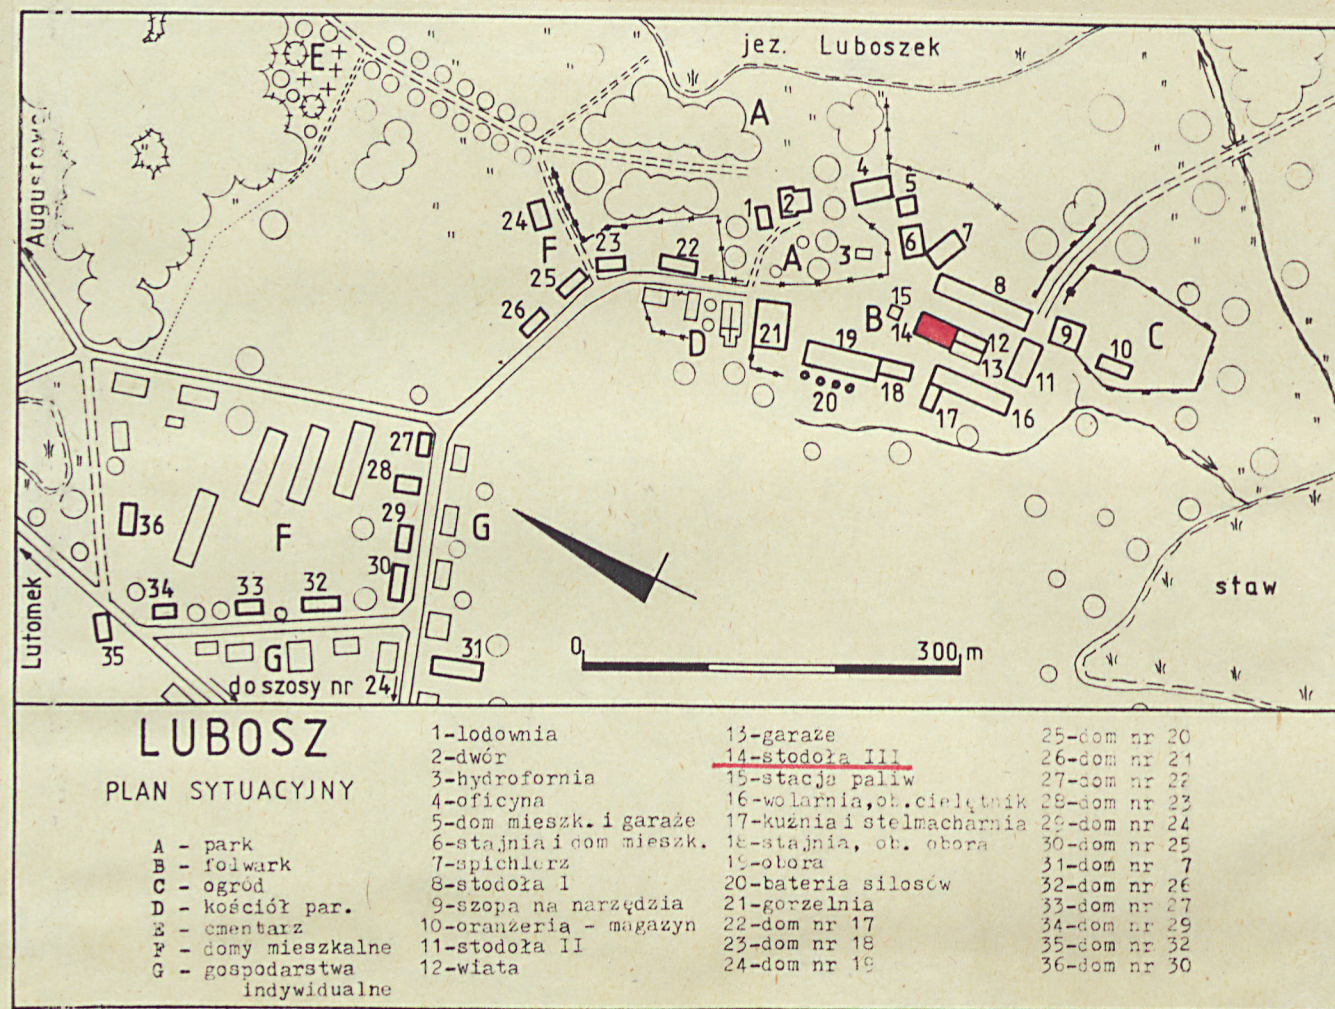 jez. Luboszek
E
A
Augustowo
4
5
1
2
24
F
23
22
A
3
6
7
25
8
26
15
B
14
12
13
D
21
19
9
C
10
11
18
20
17
16
27
28
29
36
F
G
30
34
33
32
staw
Lutomek
35
G
31
0
300 m
do szosy nr 24
LUBOSZ
PLAN SYTUACYJNY
A - park
B - folwark
C - ogród
D - kościół par.
E - cmentarz
F - domy mieszkalne
G - gospodarstwa
indywidualne
1-lodownia
2-dwór
3-hydrofornia
4-oficyna
5-dom mieszk. i garaże
6-stajnia i dom mieszk.
7-spichlerz
8-stodoła I
9-szopa na narzędzia
10-oranżeria - magazyn
11-stodoła II
12-wiata
13-garaże
14-stodoła III
15-stacja paliw
16-wolarnia,ob.cielętnik
17-kuźnia i stelmacharnia
18-stajnia, ob. obora
19-obora
20-bateria silosów
21-gorzelnia
22-dom nr 17
23-dom nr 18
24-dom nr 19
25-dom nr 20
26-dom nr 21
27-dom nr 22
28-dom nr 23
29-dom nr 24
30-dom nr 25
31-dom nr 7
32-dom nr 26
33-dom nr 27
34-dom nr 29
35-dom nr 32
36-dom nr 30